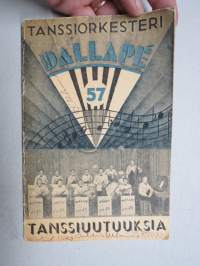 TANSSIORKESTERI
DALLAPÉ
57
TANSSIUUTUUKSIA